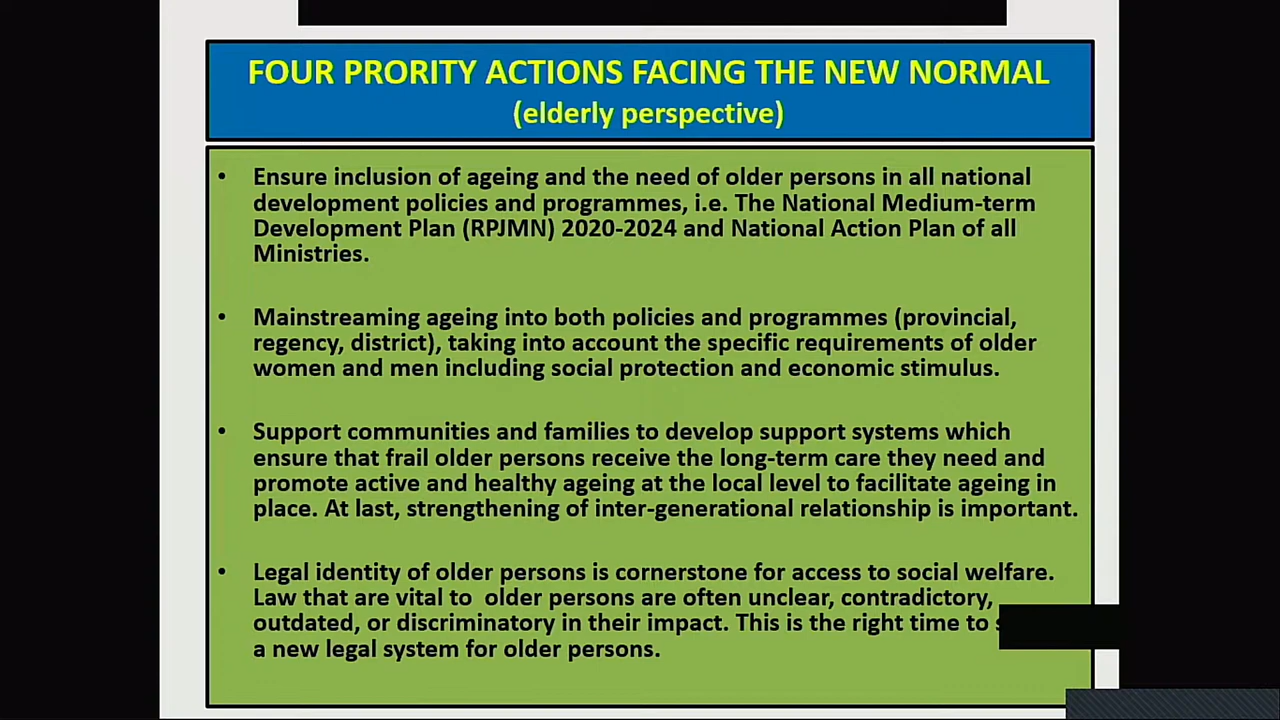 FOUR PRORITY ACTIONS FACING THE NEW NORMAL
(elderly perspective)
• Ensure inclusion of ageing and the need of older persons in all national
development policies and programmes, i.e. The National Medium-term
Development Plan (RPJMN) 2020-2024 and National Action Plan of all
Ministries.
• Mainstreaming ageing into both policies and programmes (provincial,
regency, district), taking into account the specific requirements of older
women and men including social protection and economic stimulus.
• Support communities and families to develop support systems which
ensure that frail older persons receive the long-term care they need and
promote active and healthy ageing at the local level to facilitate ageing in
place. At last, strengthening of inter-generational relationship is important.
• Legal identity of older persons is cornerstone for access to social welfare.
Law that are vital to older persons are often unclear, contradictory,
outdated, or discriminatory in their impact. This is the right time to
a new legal system for older persons.